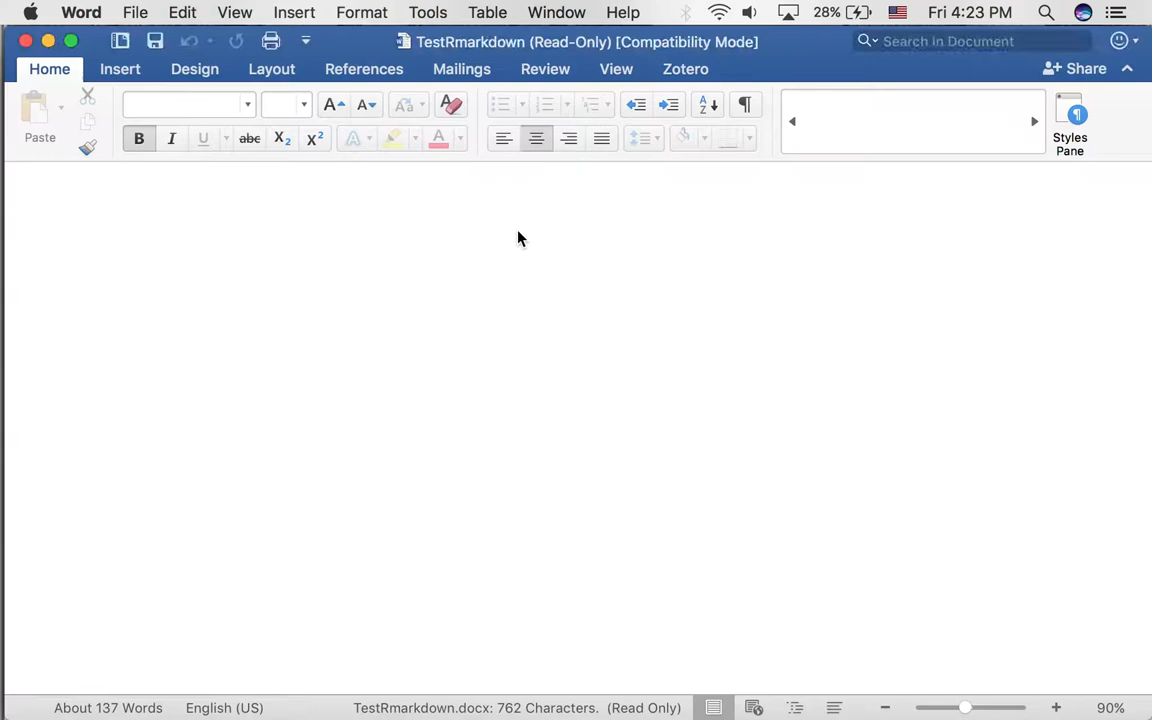 Word File Edit View Insert Format Tools Table Window Help 28% Fri 4:23 PM
TestRmarkdown (Read-Only) [Compatibility Mode] Search in Document
Home Insert Design Layout References Mailings Review View Zotero Share
Paste A A Aa A A Z ¶ Styles Pane
B I U abc X2 X2 A A
About 137 Words English (US) TestRmarkdown.docx: 762 Characters. (Read Only) 90%